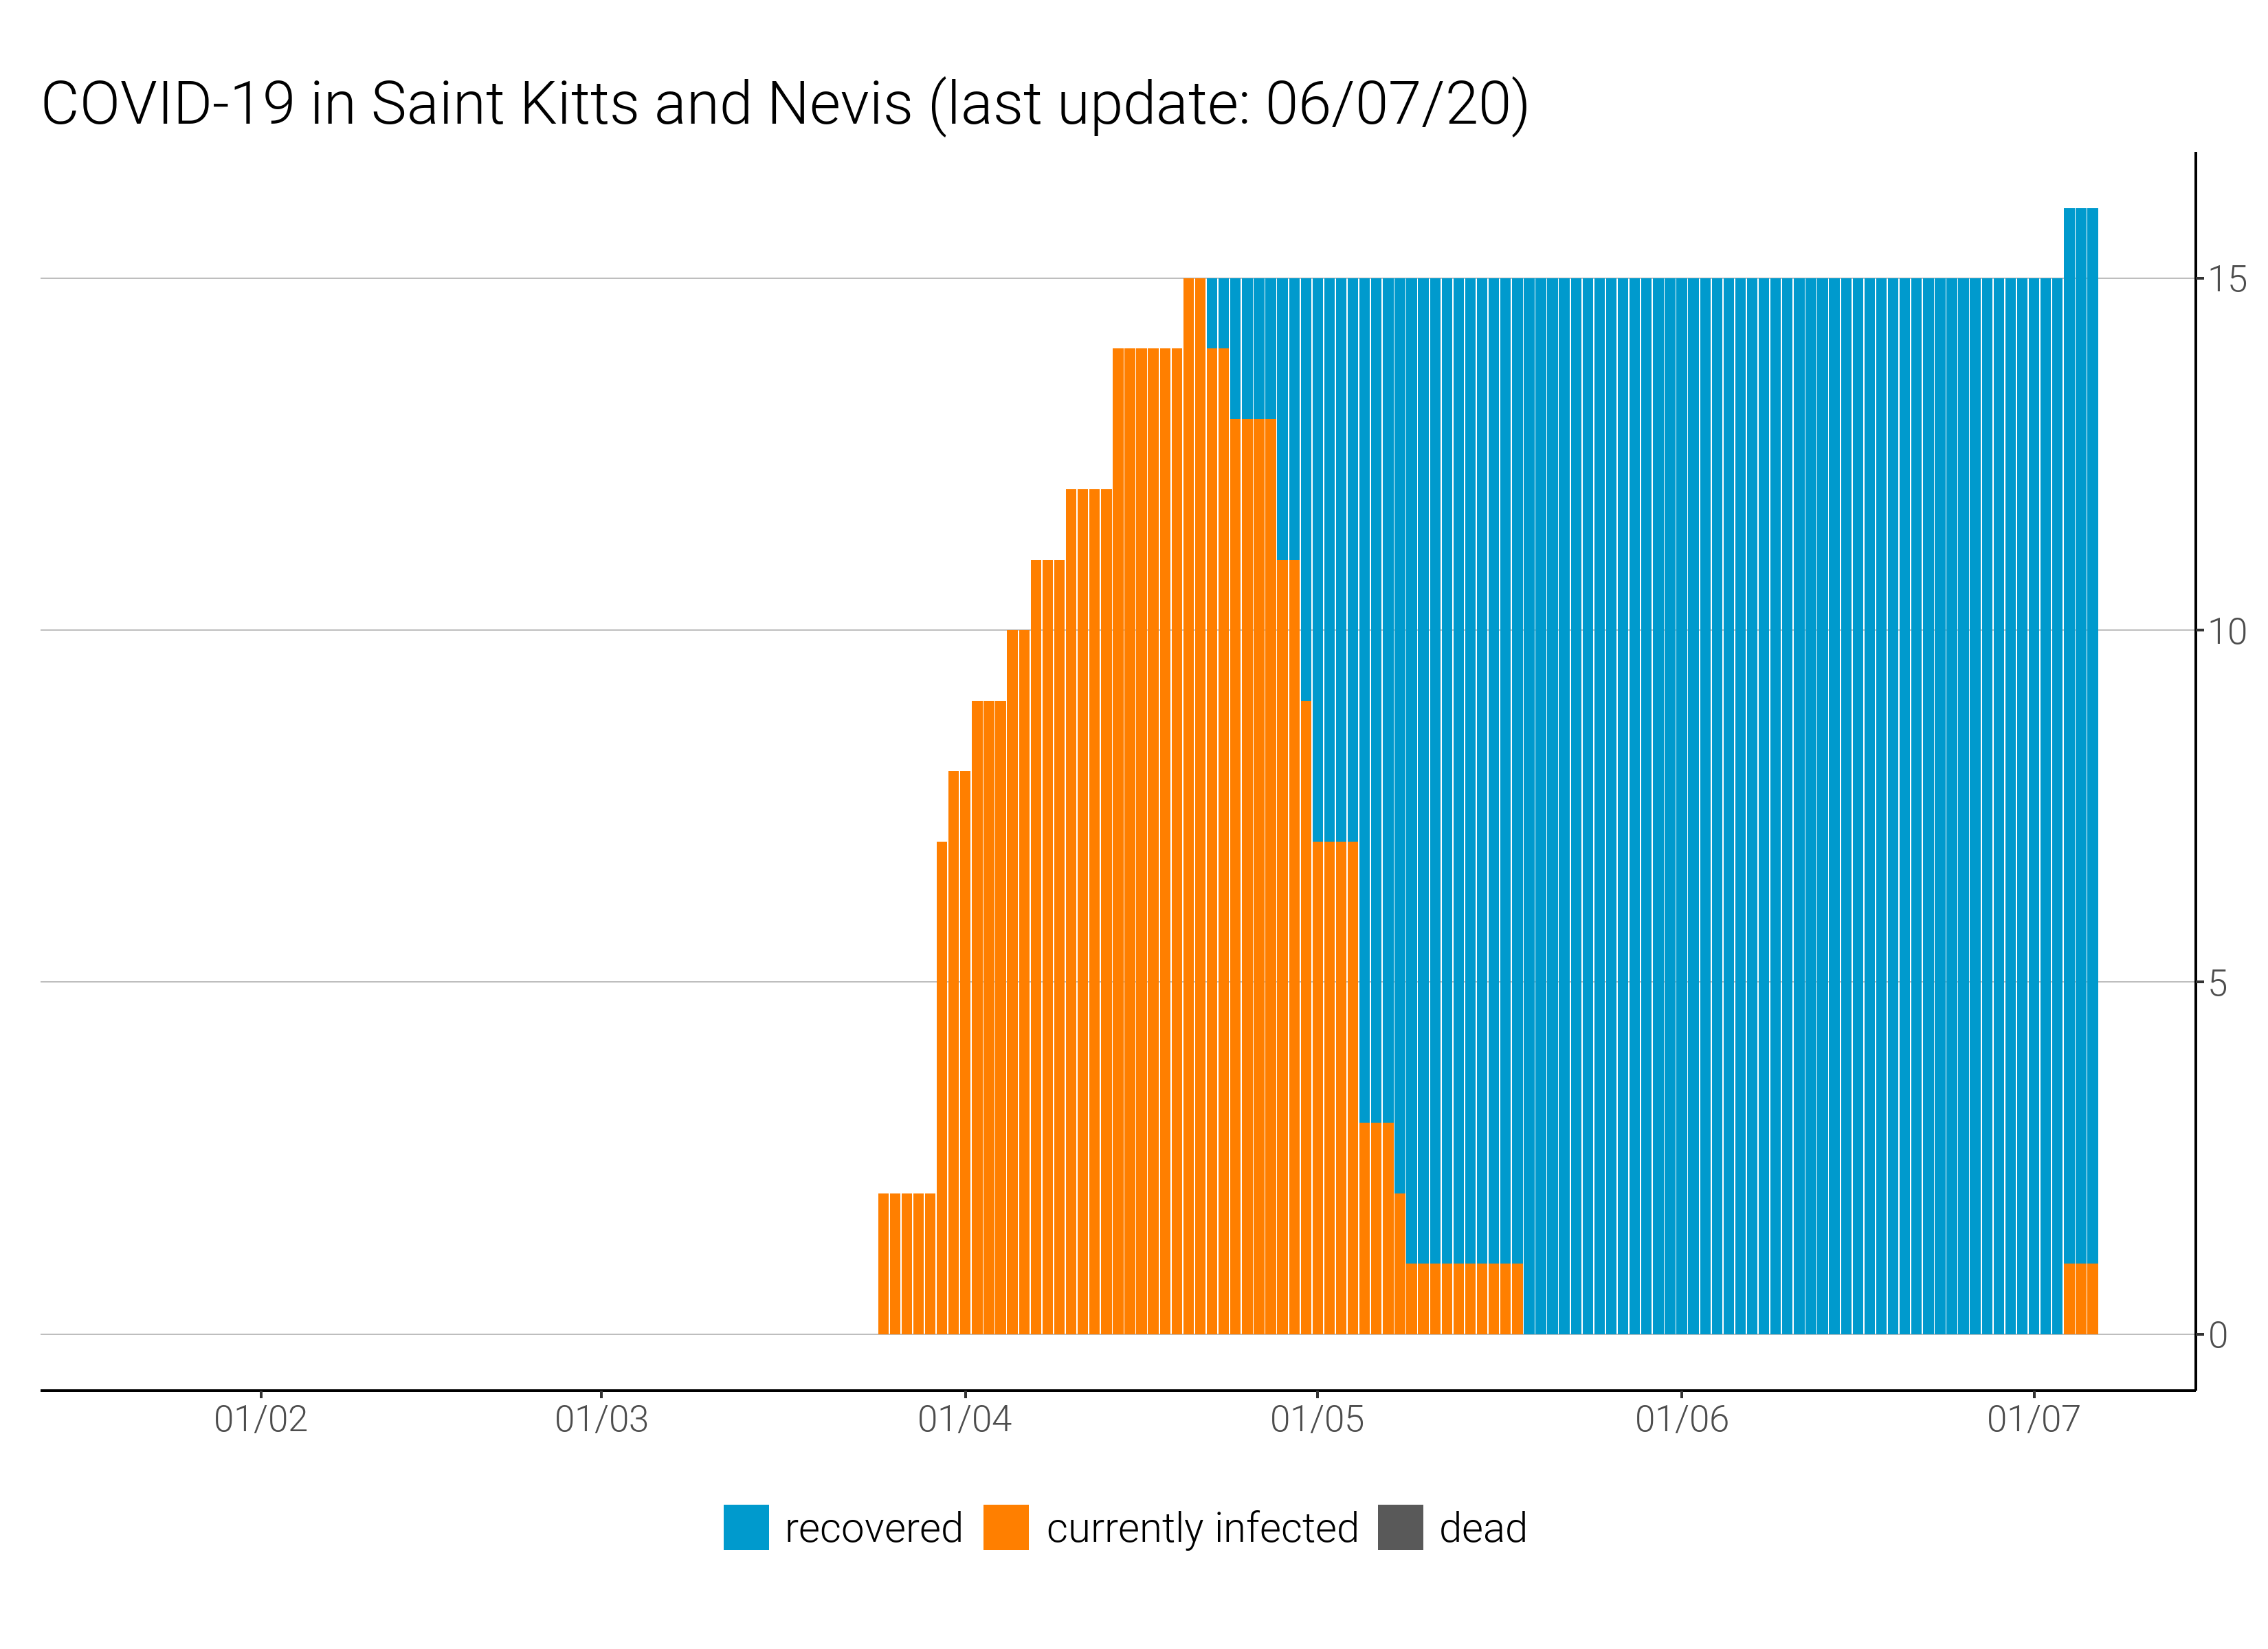 COVID-19 in Saint Kitts and Nevis (last update: 06/07/20)
15
10
5
0
01/02 01/03 01/04 01/05 01/06 01/07
recovered currently infected dead